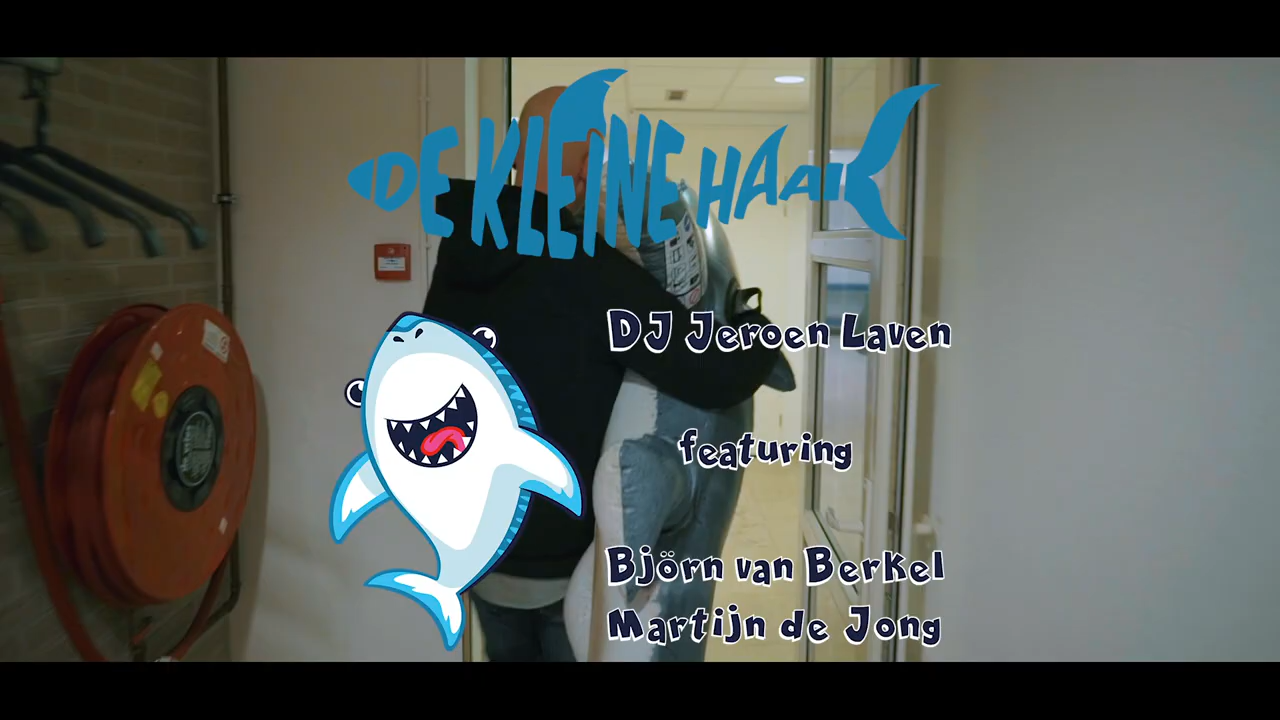 DE KLEINE HAAI
DJ Jeroen Laven
featuring
Björn van Berkel
Martijn de Jong